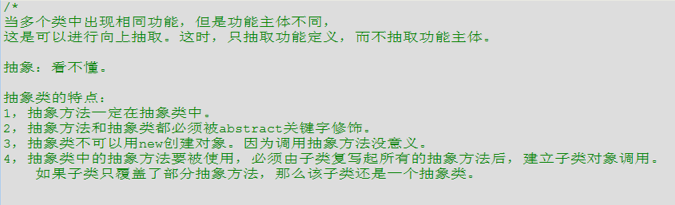 /*
当多个类中出现相同功能，但是功能主体不同，
这是可以进行向上抽取。这时，只抽取功能定义，而不抽取功能主体。
抽象：看不懂。
抽象类的特点：
1，抽象方法一定在抽象类中。
2，抽象方法和抽象类都必须被abstract关键字修饰。
3，抽象类不可以用new创建对象。因为调用抽象方法没意义。
4，抽象类中的抽象方法要被使用，必须由子类复写起所有的抽象方法后，建立子类对象调用。
如果子类只覆盖了部分抽象方法，那么该子类还是一个抽象类。